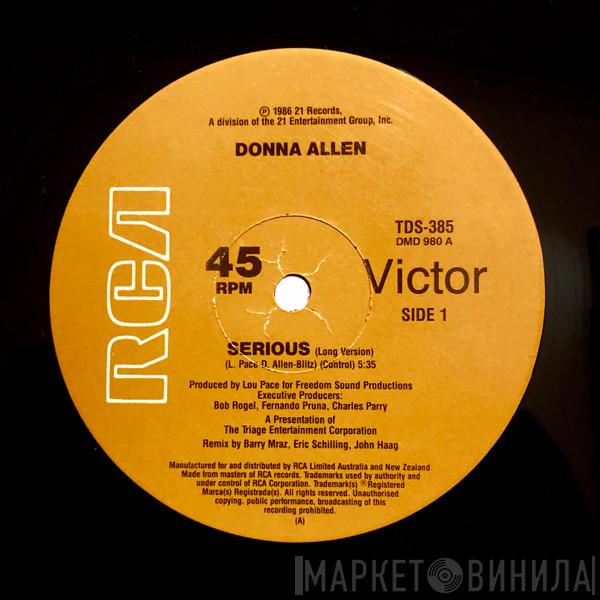 ℗ 1986 21 Records,
A division of the 21 Entertainment Group, Inc.
DONNA ALLEN
RCA
45
RPM
TDS-385
DMD 980 A
Victor
SIDE 1
SERIOUS (Long Version)
(L. Pace-D. Allen-Blitz) (Control) 5:35
Produced by Lou Pace for Freedom Sound Productions
Executive Producers:
Bob Rogel, Fernando Pruna, Charles Parry
A Presentation of
The Triage Entertainment Corporation
Remix by Barry Mraz, Eric Schilling, John Haag
Manufactured for and distributed by RCA Limited Australia and New Zealand.
Made from masters of RCA records. Trademarks used by authority and
under control of RCA Corporation. Trademark(s) ®Registered
Marca(s) Registrada(s). All rights reserved. Unauthorised
copying, public performance, broadcasting of this
recording prohibited.
(A)
МАРКЕТ ВИНИЛА